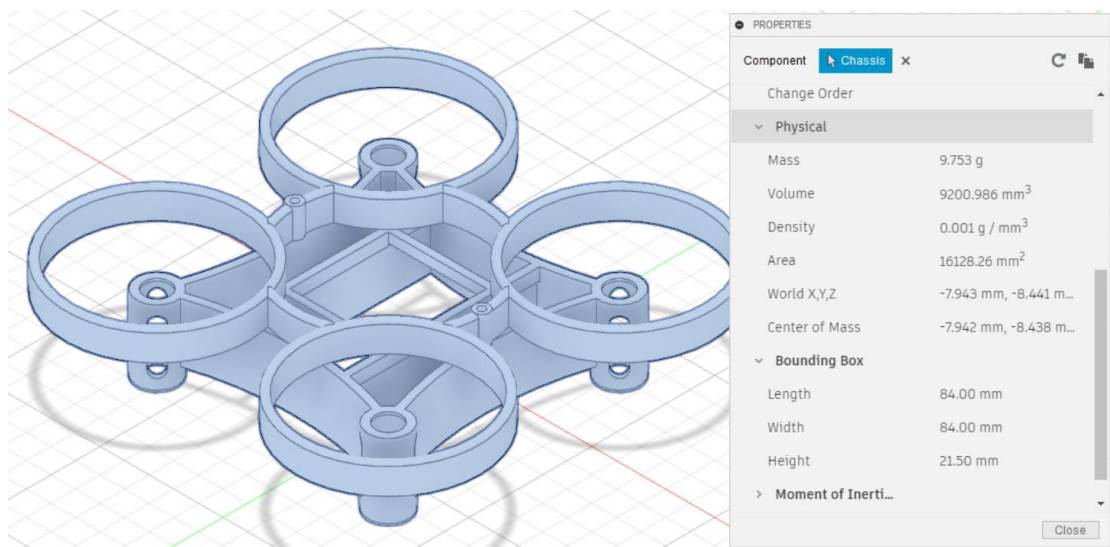 PROPERTIES
Component Chassis
Change Order
Physical
Mass 9.753 g
Volume 9200.986 mm³
Density 0.001 g / mm³
Area 16128.26 mm²
World X,Y,Z -7.943 mm, -8.441 m...
Center of Mass -7.942 mm, -8.438 m...
Bounding Box
Length 84.00 mm
Width 84.00 mm
Height 21.50 mm
Moment of Inerti...
Close